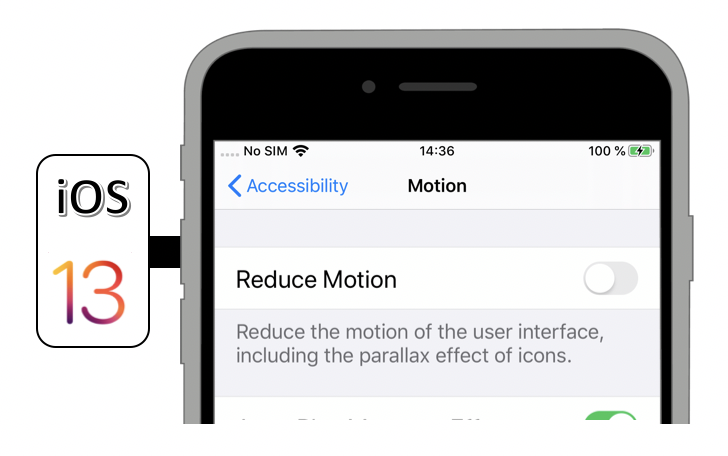 No SIM 14:36 100 %
Accessibility Motion
iOS
13
Reduce Motion
Reduce the motion of the user interface,
including the parallax effect of icons.